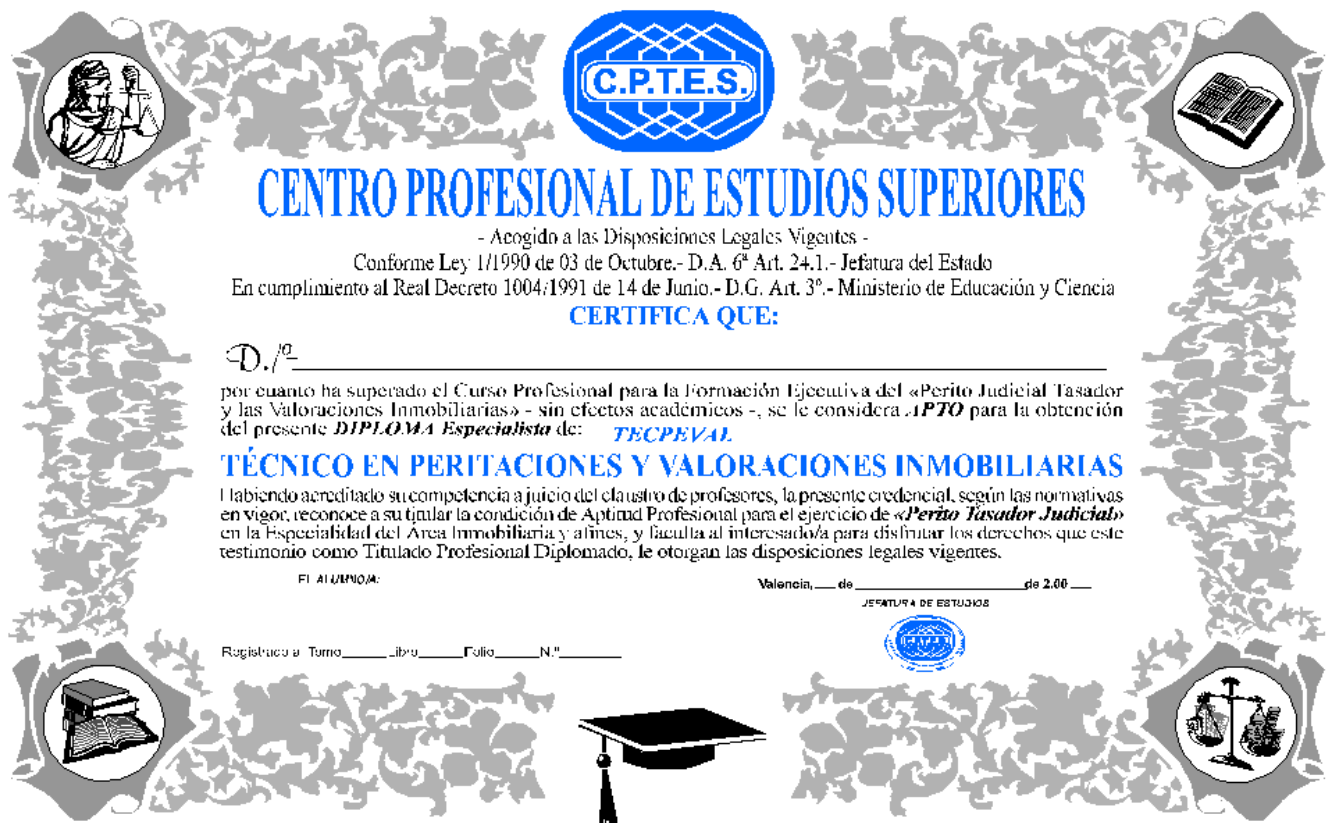 C.P.T.E.S.
CENTRO PROFESIONAL DE ESTUDIOS SUPERIORES
- Acogido a las Disposiciones Legales Vigentes -
Conforme Ley 1/1990 de 03 de Octubre.- D.A. 6ª Art. 24.1.- Jefatura del Estado
En cumplimiento al Real Decreto 1004/1991 de 14 de Junio.- D.G. Art. 3º.- Ministerio de Educación y Ciencia
CERTIFICA QUE:
D./ª
por cuanto ha superado el Curso Profesional para la Formación Ejecutiva del «Perito Judicial Tasador
y las Valoraciones Inmobiliarias» - sin efectos académicos -, se le considera APTO para la obtención
del presente DIPLOMA Especialista de: TECPEVAL
TÉCNICO EN PERITACIONES Y VALORACIONES INMOBILIARIAS
Habiendo acreditado su competencia a juicio del claustro de profesores, la presente credencial, según las normativas
en vigor, reconoce a su titular la condición de Aptitud Profesional para el ejercicio de «Perito Tasador Judicial»
en la Especialidad del Área Inmobiliaria y afines, y faculta al interesado/a para disfrutar los derechos que este
testimonio como Titulado Profesional Diplomado, le otorgan las disposiciones legales vigentes.
EL ALUMNO/A:
Valencia, ___ de ______________ de 2.00 ___
JEFATURA DE ESTUDIOS
C.P.T.E.S.
Registrado al Tomo______ Libro______ Folio______ N.º________